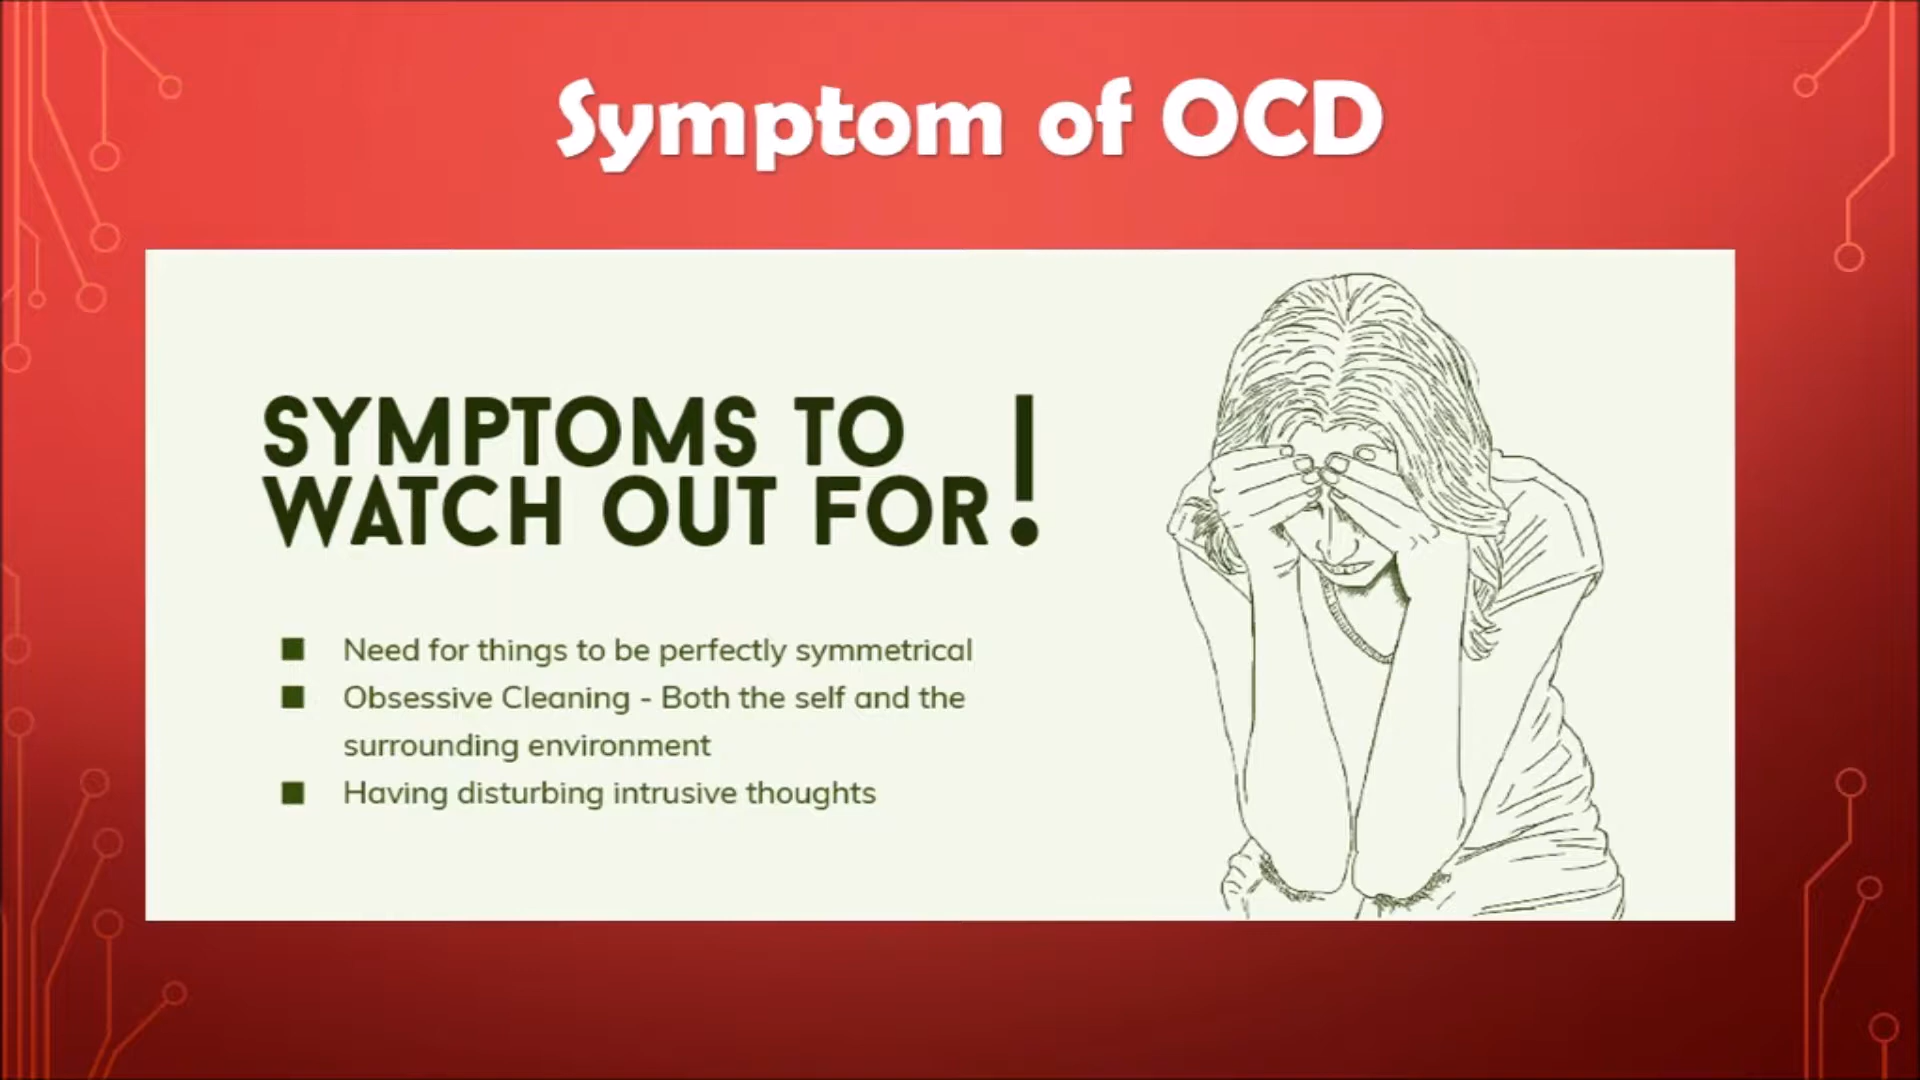 Symptom of OCD
SYMPTOMS TO
WATCH OUT FOR!
■ Need for things to be perfectly symmetrical
■ Obsessive Cleaning - Both the self and the
surrounding environment
■ Having disturbing intrusive thoughts